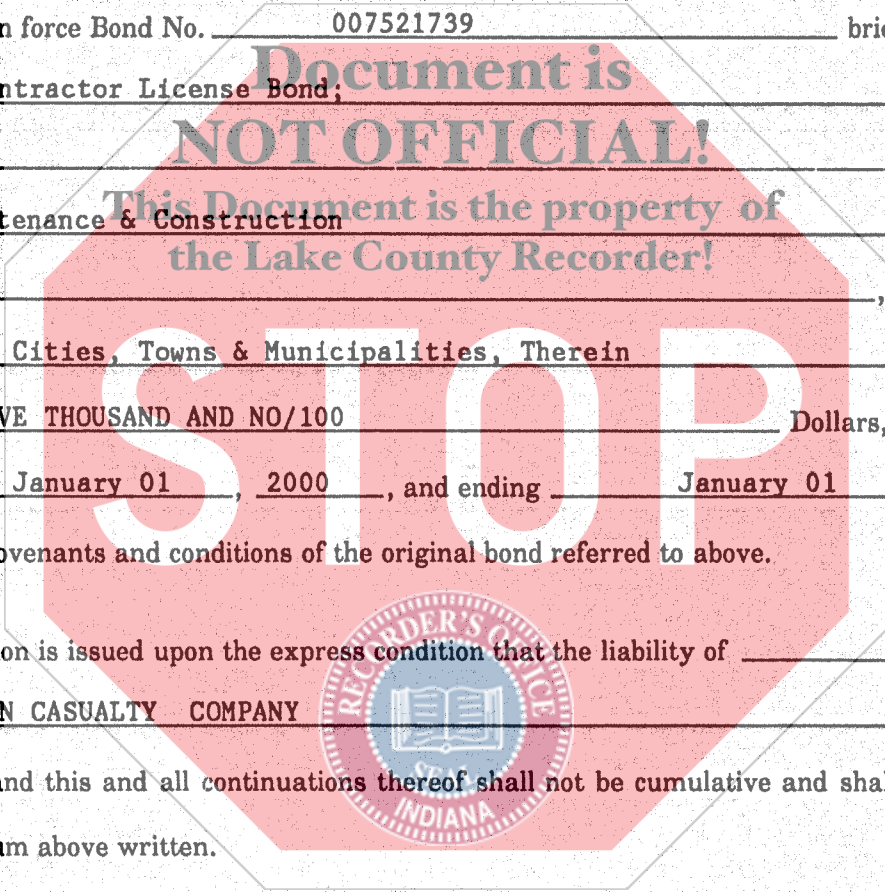 n force Bond No. 007521739 brie
Document is
ntractor License Bond;
NOT OFFICIAL!
This Document is the property of
tenance & Construction
the Lake County Recorder!
,
Cities, Towns & Municipalities, Therein
STOP
VE THOUSAND AND NO/100 Dollars,
January 01, 2000, and ending January 01
ovenants and conditions of the original bond referred to above.
RECORDER'S OFFICE
on is issued upon the express condition that the liability of
N CASUALTY COMPANY
SEAL
and this and all continuations thereof shall not be cumulative and shal
INDIANA
um above written.